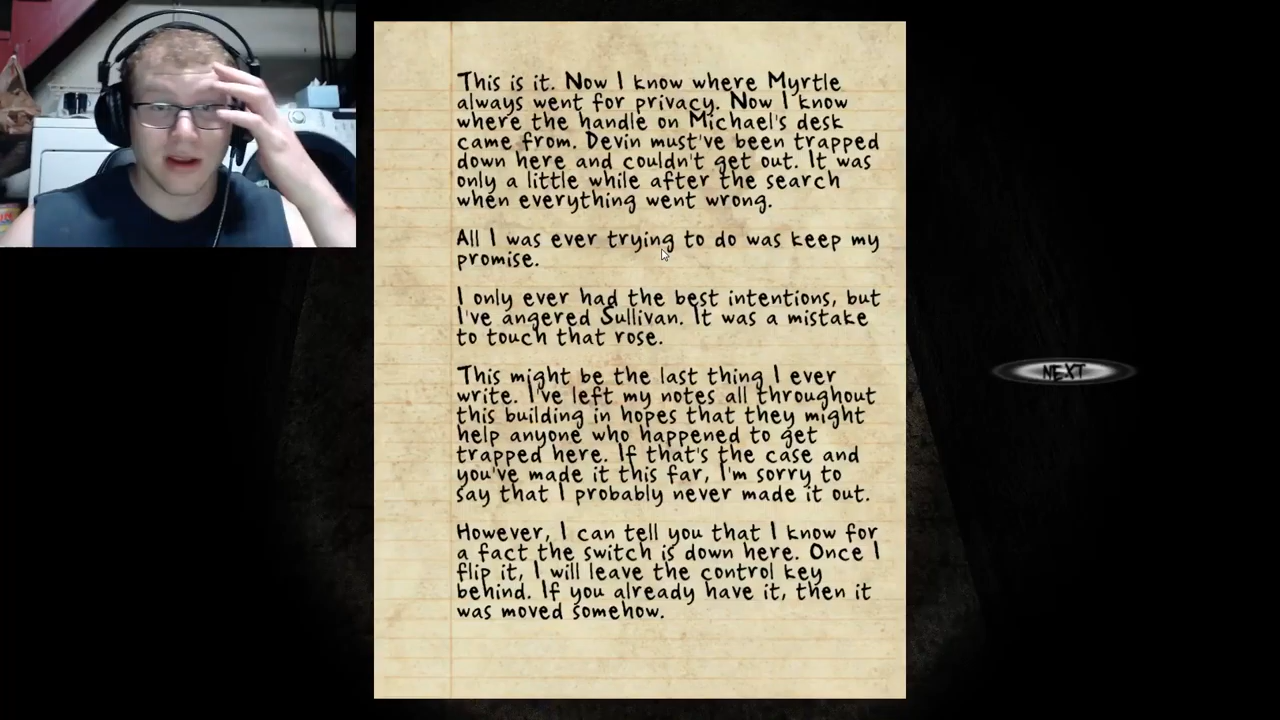 This is it. Now I know where Myrtle
always went for privacy. Now I know
where the handle on Michael's desk
came from. Devin must've been trapped
down here and couldn't get out. It was
only a little while after the search
when everything went wrong.
All I was ever trying to do was keep my
promise.
I only ever had the best intentions, but
I've angered Sullivan. It was a mistake
to touch that rose.
This might be the last thing I ever
write. I've left my notes all throughout
this building in hopes that they might
help anyone who happened to get
trapped here. If that's the case and
you've made it this far, I'm sorry to
say that I probably never made it out.
However, I can tell you that I know for
a fact the switch is down here. Once I
flip it, I will leave the control key
behind. If you already have it, then it
was moved somehow.
NEXT